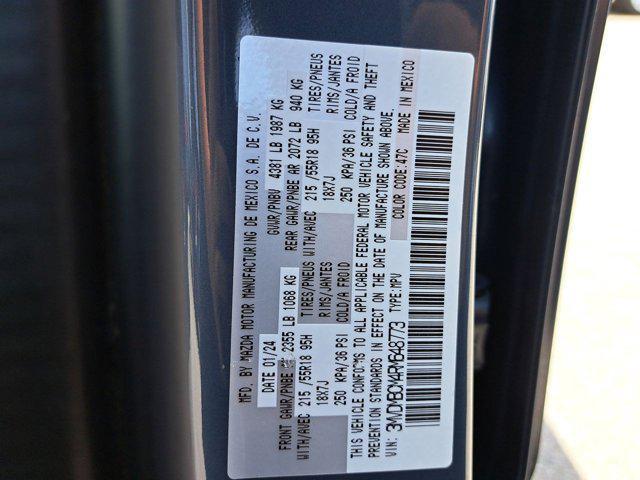 MFD. BY MAZDA MOTOR MANUFACTURING DE MEXICO S.A. DE C.V.
DATE 01/24 GVWR/PNBV 4381 LB 1987 KG
FRONT GAWR/PNBE 2355 LB 1068 KG REAR GAWR/PNBE AR 2072 LB 940 KG
WITH/AVEC 215 /55R18 95H TIRES/PNEUS WITH/AVEC 215 /55R18 95H TIRES/PNEUS
18X7J RIMS/JANTES 18X7J RIMS/JANTES
250 KPA/36 PSI COLD/A FROID 250 KPA/36 PSI COLD/A FROID
THIS VEHICLE CONFORMS TO ALL APPLICABLE FEDERAL MOTOR VEHICLE SAFETY AND THEFT
PREVENTION STANDARDS IN EFFECT ON THE DATE OF MANUFACTURE SHOWN ABOVE.
VIN: 3MVDMBCM4RM648773 TYPE: MPV COLOR CODE: 47C MADE IN MEXICO